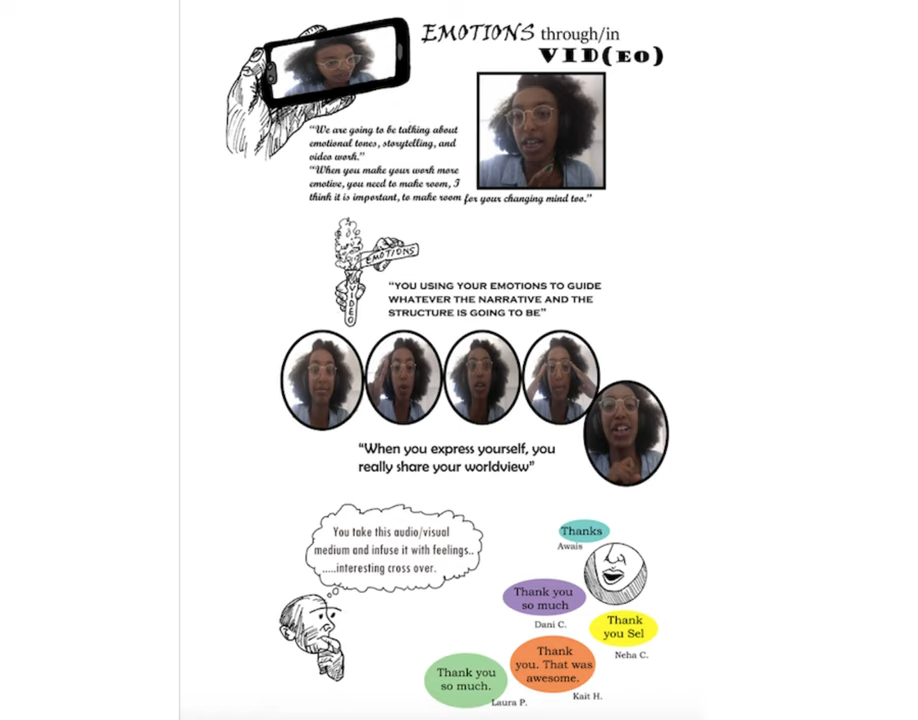 EMOTIONS through/in
VID(EO)
“We are going to be talking about
emotional tones, storytelling, and
video work.”
“When you make your work more
emotive, you need to make room, I
think it is important, to make room for your changing mind too.”
EMOTIONS
VIDEO
“YOU USING YOUR EMOTIONS TO GUIDE
WHATEVER THE NARRATIVE AND THE
STRUCTURE IS GOING TO BE”
“When you express yourself, you
really share your worldview”
You take this audio/visual
medium and infuse it with feelings..
.....interesting cross over.
Thanks
Awais
Thank you
so much
Dani C.
Thank
you Sel
Neha C.
Thank
you. That was
awesome.
Kait H.
Thank you
so much.
Laura P.